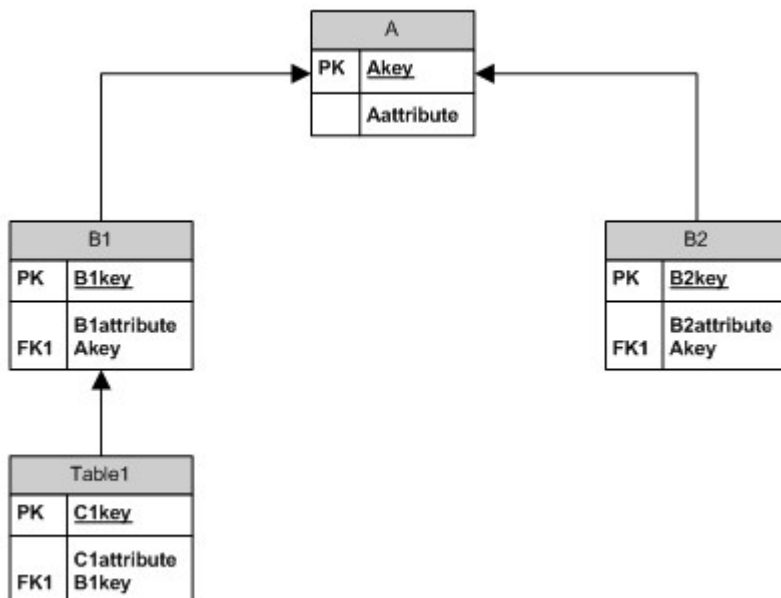 A
PK Akey
Aattribute
B1
PK B1key
B1attribute
FK1 Akey
B2
PK B2key
B2attribute
FK1 Akey
Table1
PK C1key
C1attribute
FK1 B1key